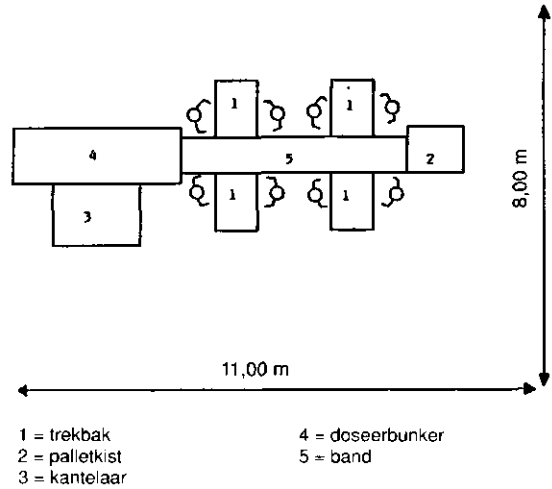 1 1
4 5 2
1 1
3
8,00 m
11,00 m
1 = trekbak
2 = palletkist
3 = kantelaar
4 = doseerbunker
5 = band